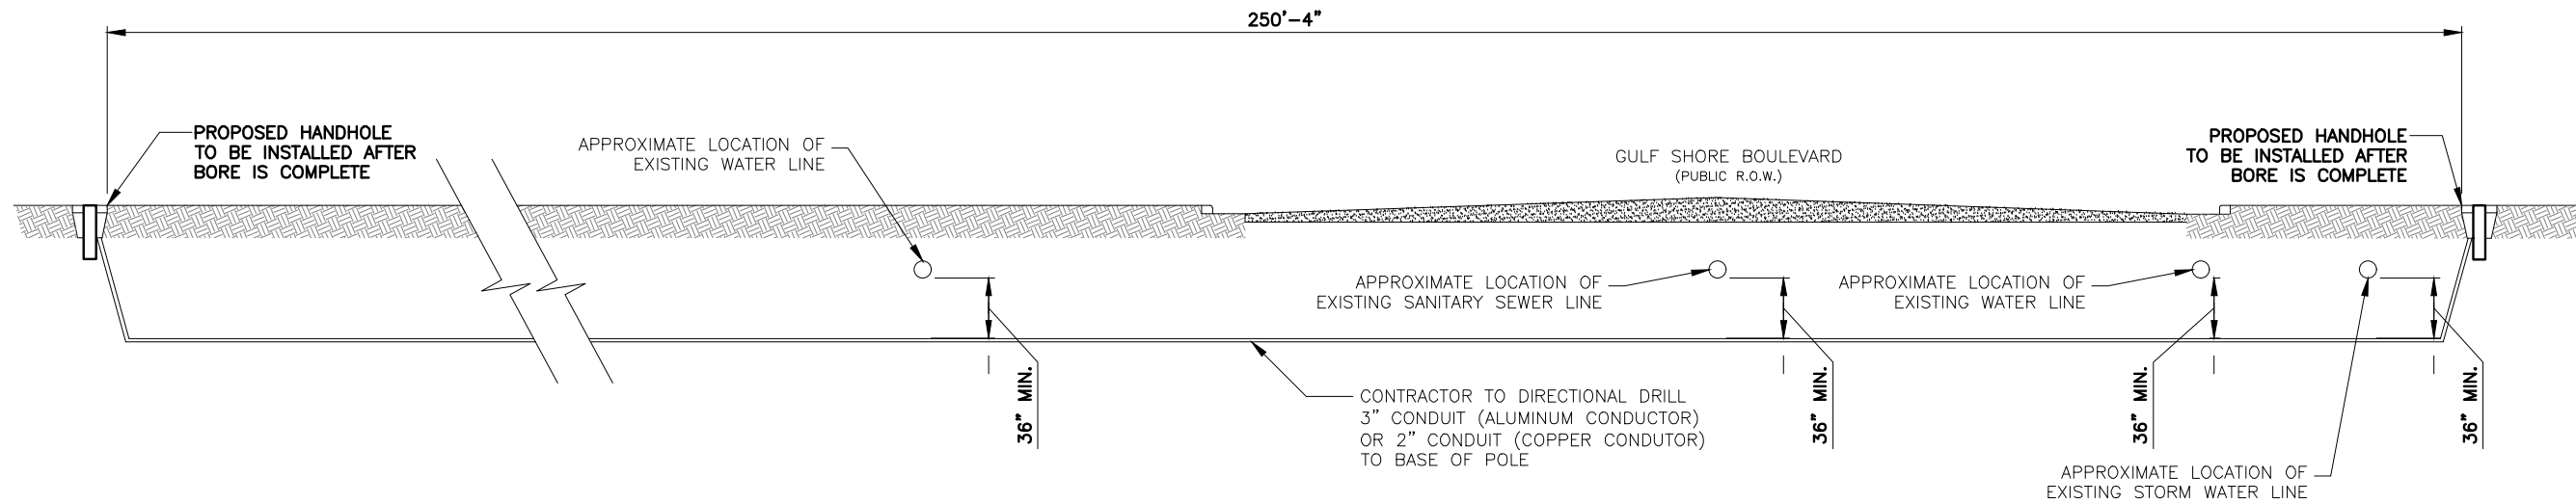 250'-4"
PROPOSED HANDHOLE
TO BE INSTALLED AFTER
BORE IS COMPLETE
APPROXIMATE LOCATION OF
EXISTING WATER LINE
GULF SHORE BOULEVARD
(PUBLIC R.O.W.)
PROPOSED HANDHOLE
TO BE INSTALLED AFTER
BORE IS COMPLETE
APPROXIMATE LOCATION OF
EXISTING SANITARY SEWER LINE
APPROXIMATE LOCATION OF
EXISTING WATER LINE
36" MIN.
CONTRACTOR TO DIRECTIONAL DRILL
3" CONDUIT (ALUMINUM CONDUCTOR)
OR 2" CONDUIT (COPPER CONDUTOR)
TO BASE OF POLE
36" MIN.
36" MIN.
36" MIN.
APPROXIMATE LOCATION OF
EXISTING STORM WATER LINE